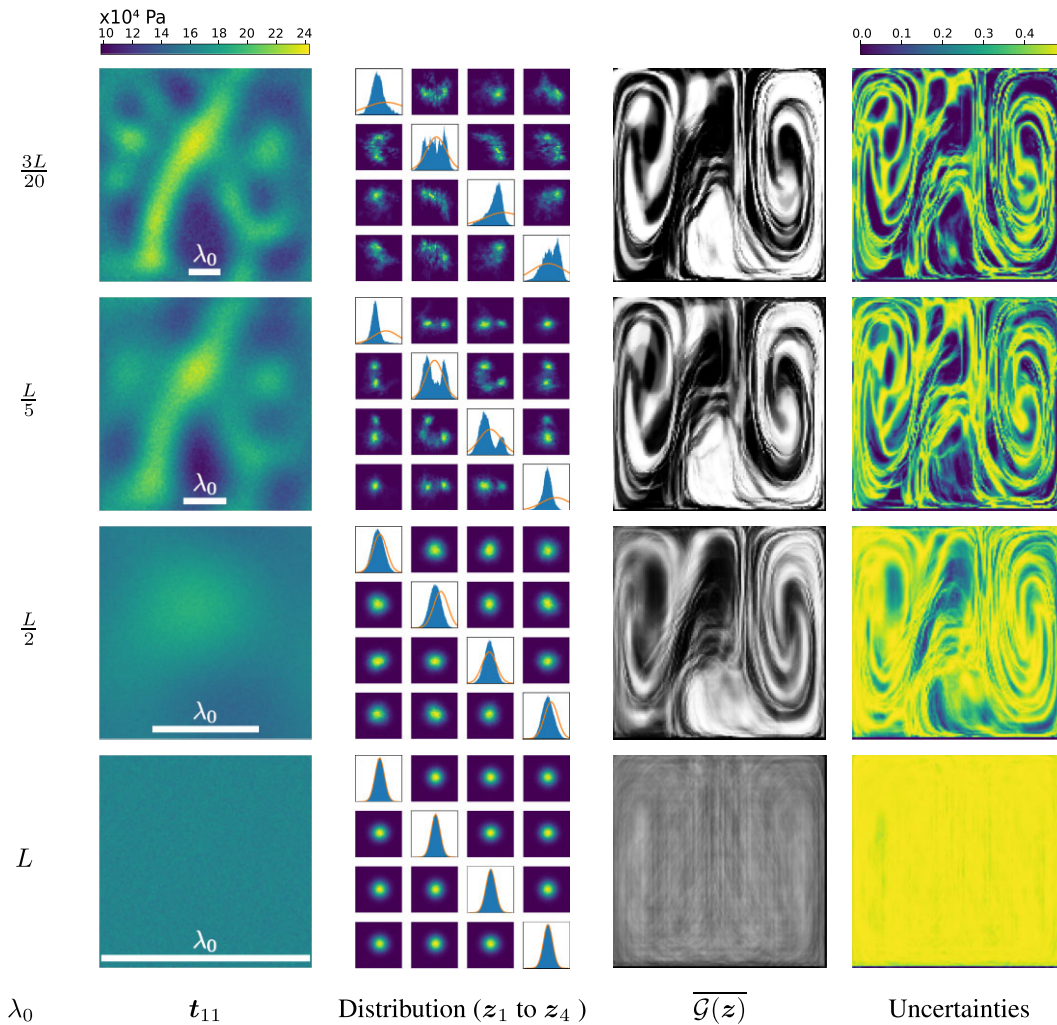 x10⁴ Pa
10 12 14 16 18 20 22 24
0.0 0.1 0.2 0.3 0.4
3L/20
λ₀
L/5
λ₀
L/2
λ₀
L
λ₀
λ₀ t₁₁ Distribution (z₁ to z₄ ) G(z) Uncertainties